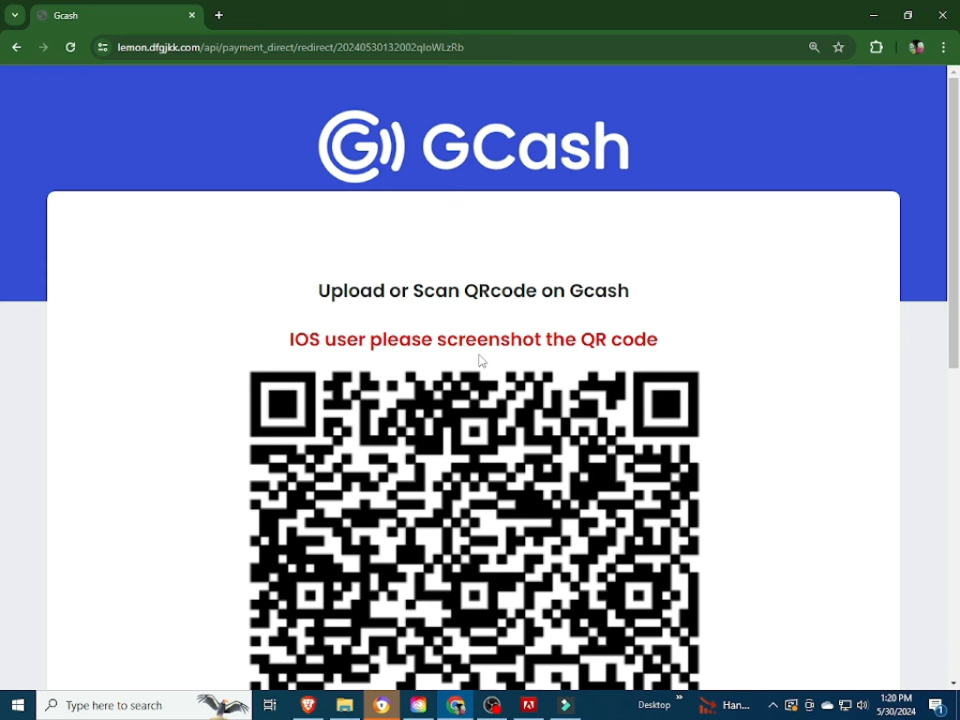 Gcash
lemon.dfgjkk.com/api/payment_direct/redirect/20240530132002qIoWLzRb
GCash
Upload or Scan QRcode on Gcash
IOS user please screenshot the QR code
Type here to search
Desktop
Han...
1:20 PM
5/30/2024